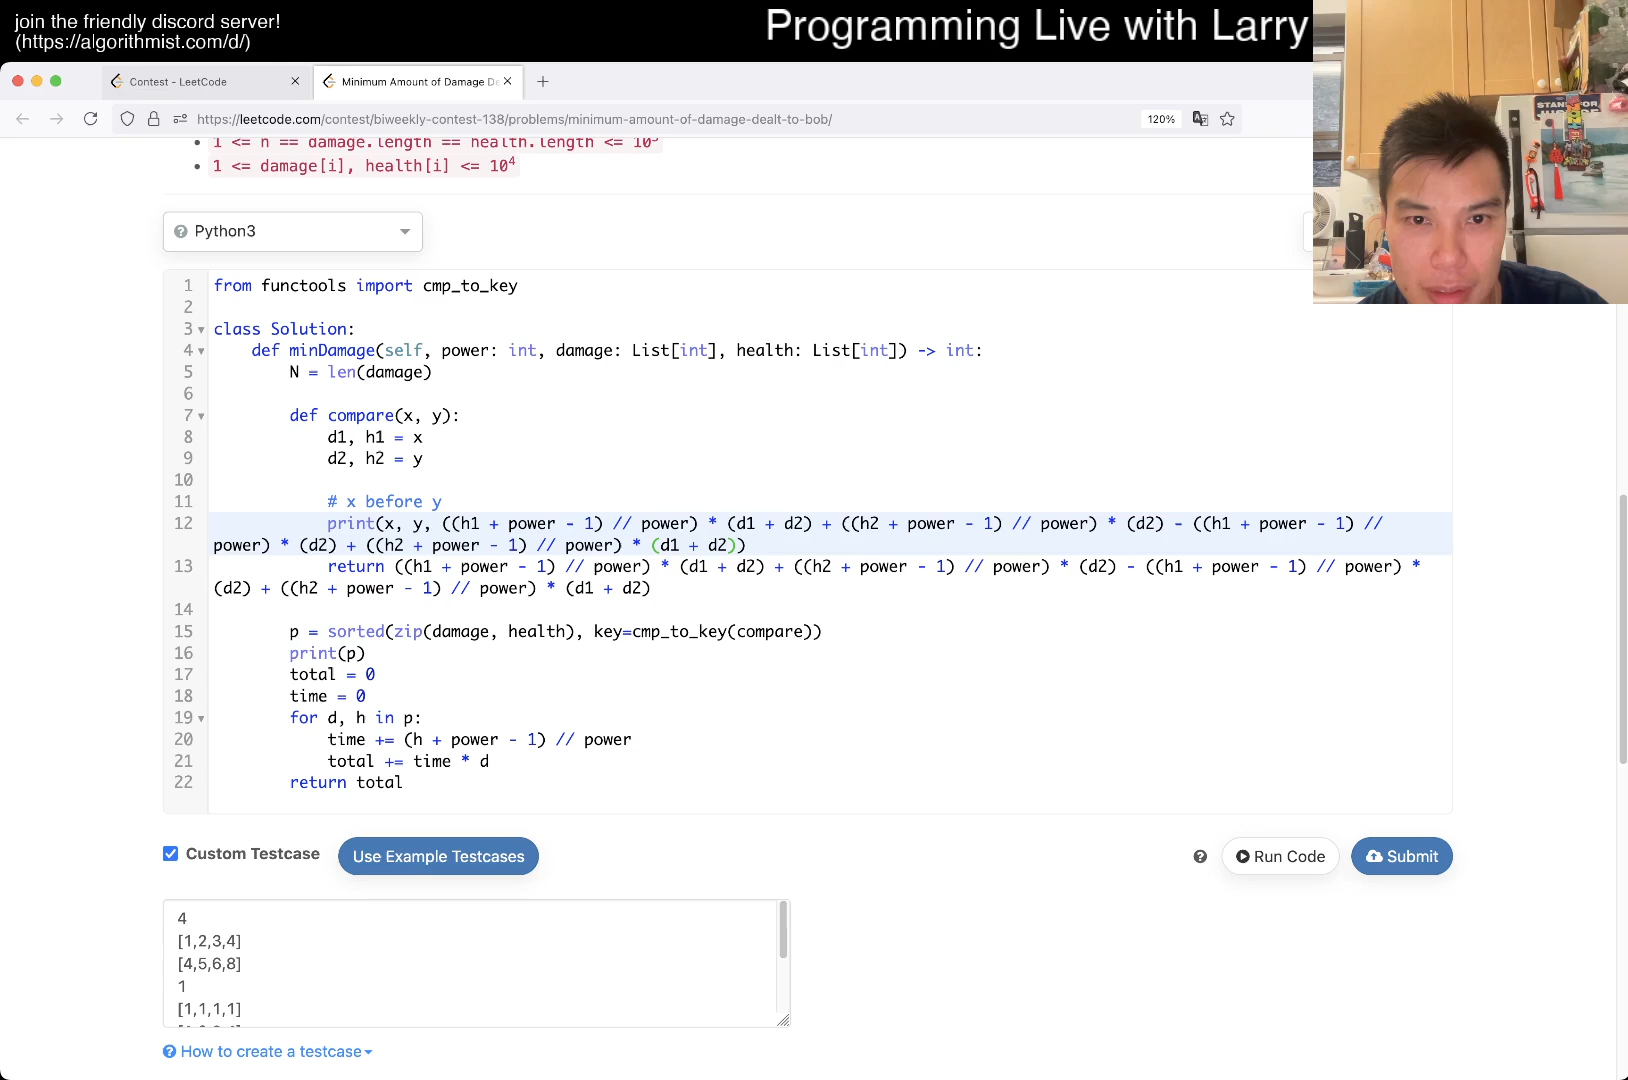 join the friendly discord server!
(https://algorithmist.com/d/)
Programming Live with Larry
Contest - LeetCode
Minimum Amount of Damage De
https://leetcode.com/contest/biweekly-contest-138/problems/minimum-amount-of-damage-dealt-to-bob/
120%
1 <= n == damage.length == health.length <= 10⁵
1 <= damage[i], health[i] <= 10⁴
Python3
1 from functools import cmp_to_key
2
3 class Solution:
4 def minDamage(self, power: int, damage: List[int], health: List[int]) -> int:
5 N = len(damage)
6
7 def compare(x, y):
8 d1, h1 = x
9 d2, h2 = y
10
11 # x before y
12 print(x, y, ((h1 + power - 1) // power) * (d1 + d2) + ((h2 + power - 1) // power) * (d2) - ((h1 + power - 1) //
power) * (d2) + ((h2 + power - 1) // power) * (d1 + d2))
13 return ((h1 + power - 1) // power) * (d1 + d2) + ((h2 + power - 1) // power) * (d2) - ((h1 + power - 1) // power) *
(d2) + ((h2 + power - 1) // power) * (d1 + d2)
14
15 p = sorted(zip(damage, health), key=cmp_to_key(compare))
16 print(p)
17 total = 0
18 time = 0
19 for d, h in p:
20 time += (h + power - 1) // power
21 total += time * d
22 return total
Custom Testcase
Use Example Testcases
Run Code
Submit
4
[1,2,3,4]
[4,5,6,8]
1
[1,1,1,1]
How to create a testcase